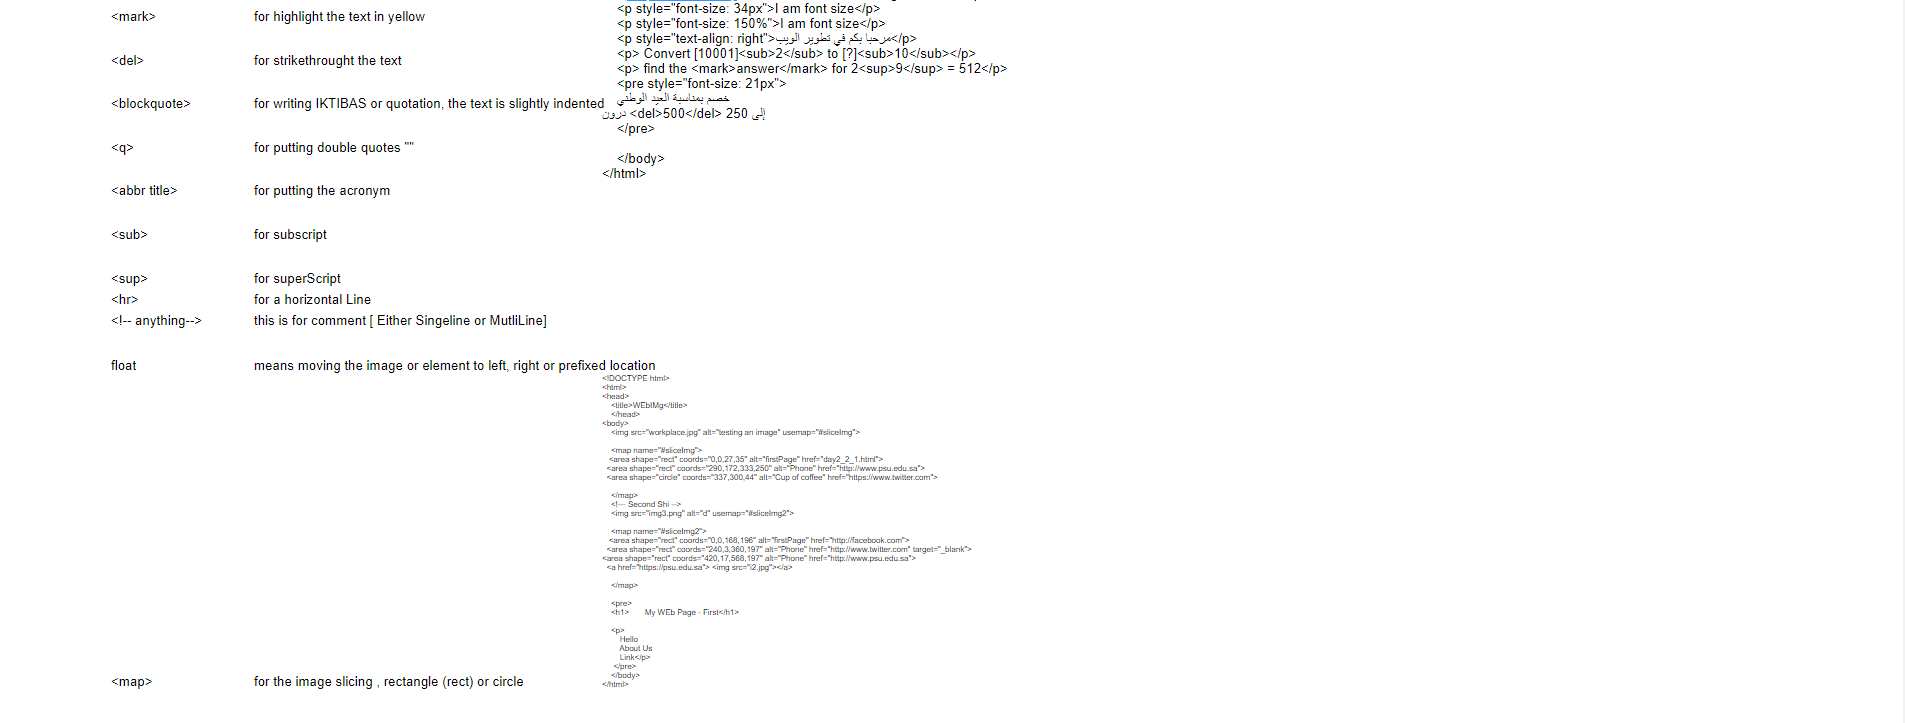 <mark> for highlight the text in yellow
<del> for strikethrought the text
<blockquote> for writing IKTIBAS or quotation, the text is slightly indented
<q> for putting double quotes ""
<abbr title> for putting the acronym
<sub> for subscript
<sup> for superScript
<hr> for a horizontal Line
<!-- anything--> this is for comment [ Either Singeline or MutliLine]
float means moving the image or element to left, right or prefixed location
<map> for the image slicing , rectangle (rect) or circle
<p style="font-size: 34px">I am font size</p>
<p style="font-size: 150%">I am font size</p>
<p style="text-align: right">مرحبا بكم في تطوير الويب</p>
<p> Convert [10001]<sub>2</sub> to [?]<sub>10</sub></p>
<p> find the <mark>answer</mark> for 2<sup>9</sup> = 512</p>
<pre style="font-size: 21px">
خصم بمناسبة العيد الوطني
درون <del>500</del> 250 إلى
</pre>
</body>
</html>
<!DOCTYPE html>
<html>
<head>
<title>WEbIMg</title>
</head>
<body>
<img src="workplace.jpg" alt="testing an image" usemap="#sliceImg">
<map name="#sliceImg">
<area shape="rect" coords="0,0,27,35" alt="firstPage" href="day2_2_1.html">
<area shape="rect" coords="290,172,333,250" alt="Phone" href="http://www.psu.edu.sa">
<area shape="circle" coords="337,300,44" alt="Cup of coffee" href="https://www.twitter.com">
</map>
<!--- Second Shi -->
<img src="img3.png" alt="d" usemap="#sliceImg2">
<map name="#sliceImg2">
<area shape="rect" coords="0,0,168,196" alt="firstPage" href="http://facebook.com">
<area shape="rect" coords="240,3,360,197" alt="Phone" href="http://www.twitter.com" target="_blank">
<area shape="rect" coords="420,17,568,197" alt="Phone" href="http://www.psu.edu.sa">
<a href="https://psu.edu.sa"> <img src="i2.jpg"></a>
</map>
<pre>
<h1> My WEb Page - First</h1>
<p>
Hello
About Us
Link</p>
</pre>
</body>
</html>